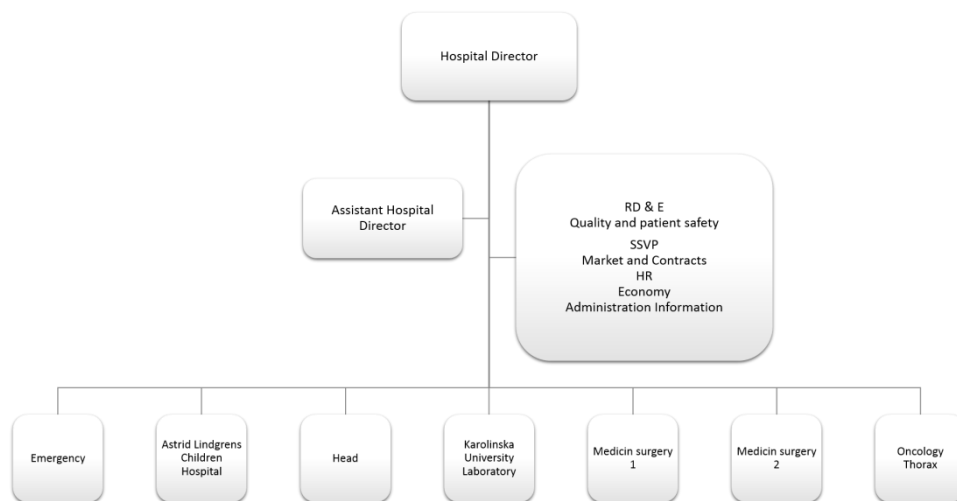 Hospital Director
Assistant Hospital
Director
RD & E
Quality and patient safety
SSVP
Market and Contracts
HR
Economy
Administration Information
Emergency
Astrid Lindgrens
Children
Hospital
Head
Karolinska
University
Laboratory
Medicin surgery
1
Medicin surgery
2
Oncology
Thorax